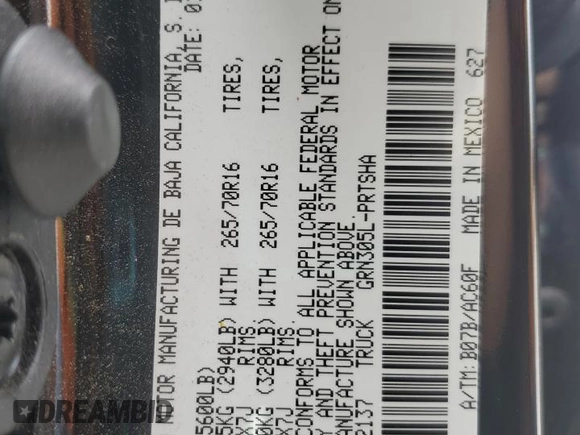 MOTOR MANUFACTURING DE BAJA CALIFORNIA, S.
DATE:
5600LB)
5KG (2940LB) WITH 265/70R16 TIRES,
X7J RIMS,
0KG (3280LB) WITH 265/70R16 TIRES,
X7J RIMS.
CONFORMS TO ALL APPLICABLE FEDERAL MOTOR
Y AND THEFT PREVENTION STANDARDS IN EFFECT ON
ANUFACTURE SHOWN ABOVE.
2137 TRUCK GRN305L-PRTSHA
A/TM: B07B/AC60F MADE IN MEXICO 627
AutoBidMaster